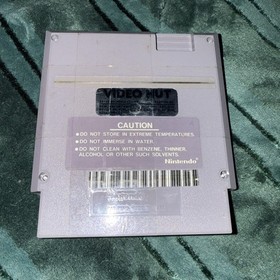 VIDEO HUT
CAUTION
●DO NOT STORE IN EXTREME TEMPERATURES.
●DO NOT IMMERSE IN WATER.
●DO NOT CLEAN WITH BENZENE, THINNER,
ALCOHOL OR OTHER SUCH SOLVENTS.
Nintendo